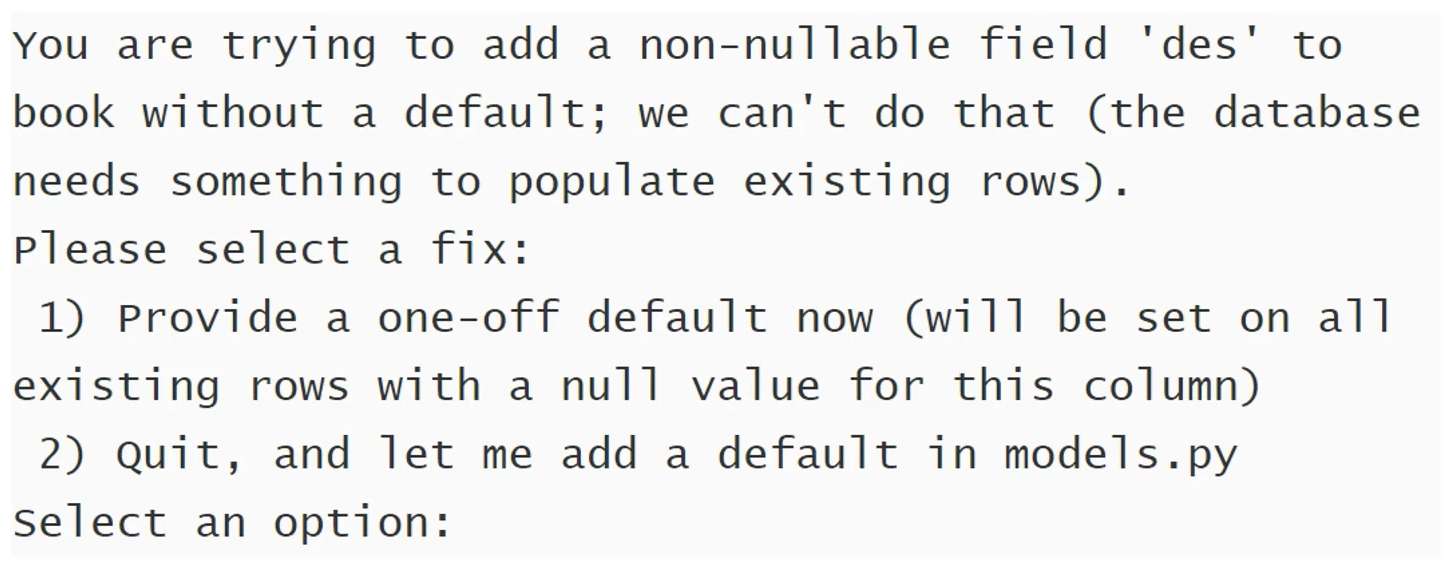 You are trying to add a non-nullable field 'des' to
book without a default; we can't do that (the database
needs something to populate existing rows).
Please select a fix:
 1) Provide a one-off default now (will be set on all
existing rows with a null value for this column)
 2) Quit, and let me add a default in models.py
Select an option: